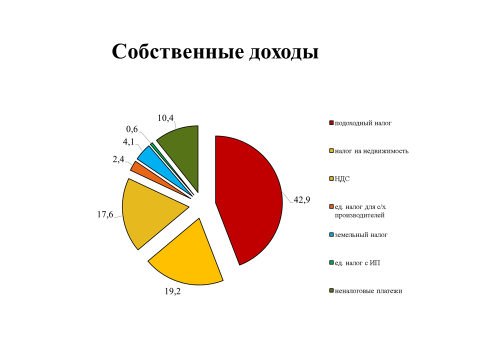 Собственные доходы
10,4
0,6
4,1
2,4
17,6
19,2
42,9
подоходный налог
налог на недвижимость
НДС
ед. налог для с/х
производителей
земельный налог
ед. налог с ИП
неналоговые платежи